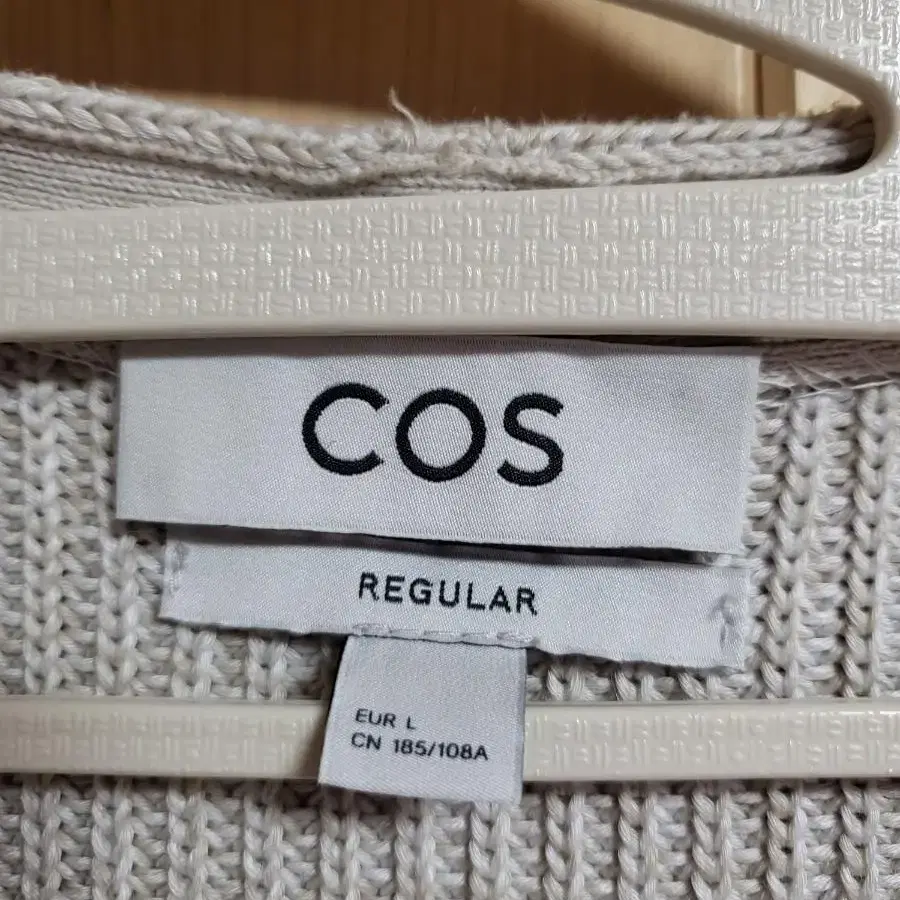 COS
REGULAR
EUR L
CN 185/108A